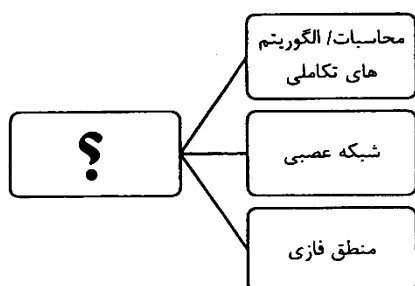 محاسبات/ الگوریتم
های تکاملی
؟
شبکه عصبی
منطق فازی